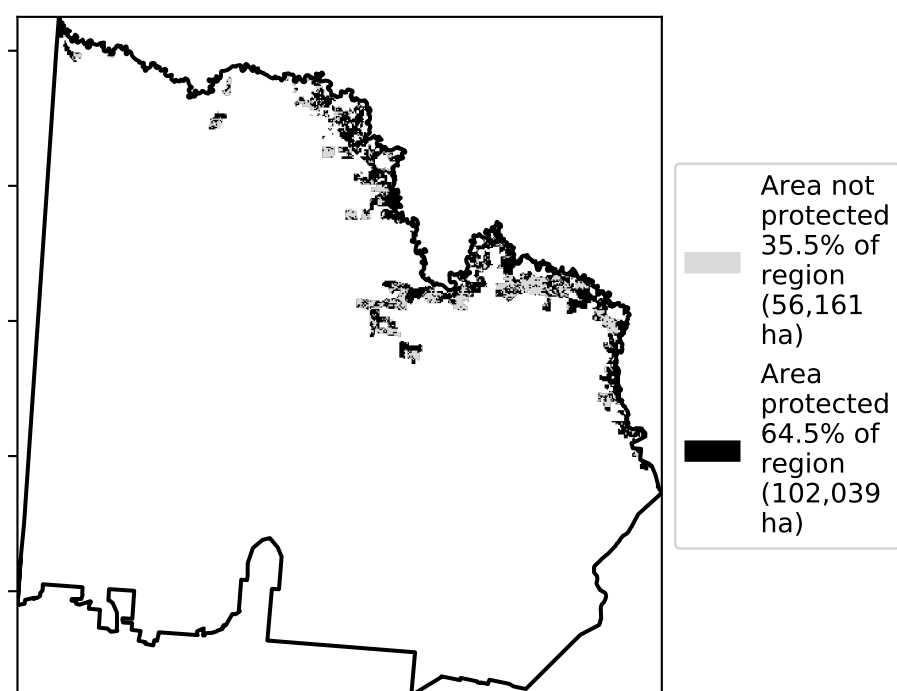 Area not
protected
35.5% of
region
(56,161
ha)
Area
protected
64.5% of
region
(102,039
ha)